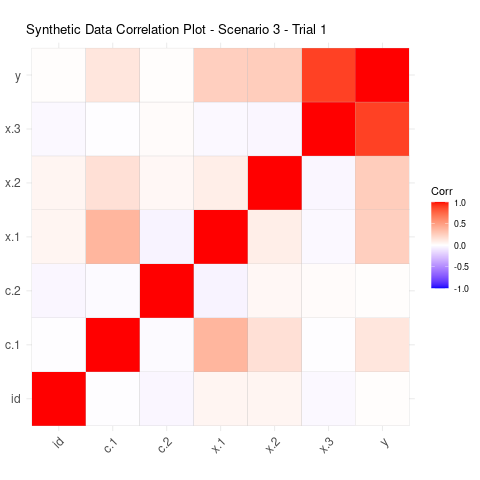 Synthetic Data Correlation Plot - Scenario 3 - Trial 1
y
x.3
x.2
x.1
c.2
c.1
id
id
c.1
c.2
x.1
x.2
x.3
y
Corr
1.0
0.5
0.0
-0.5
-1.0